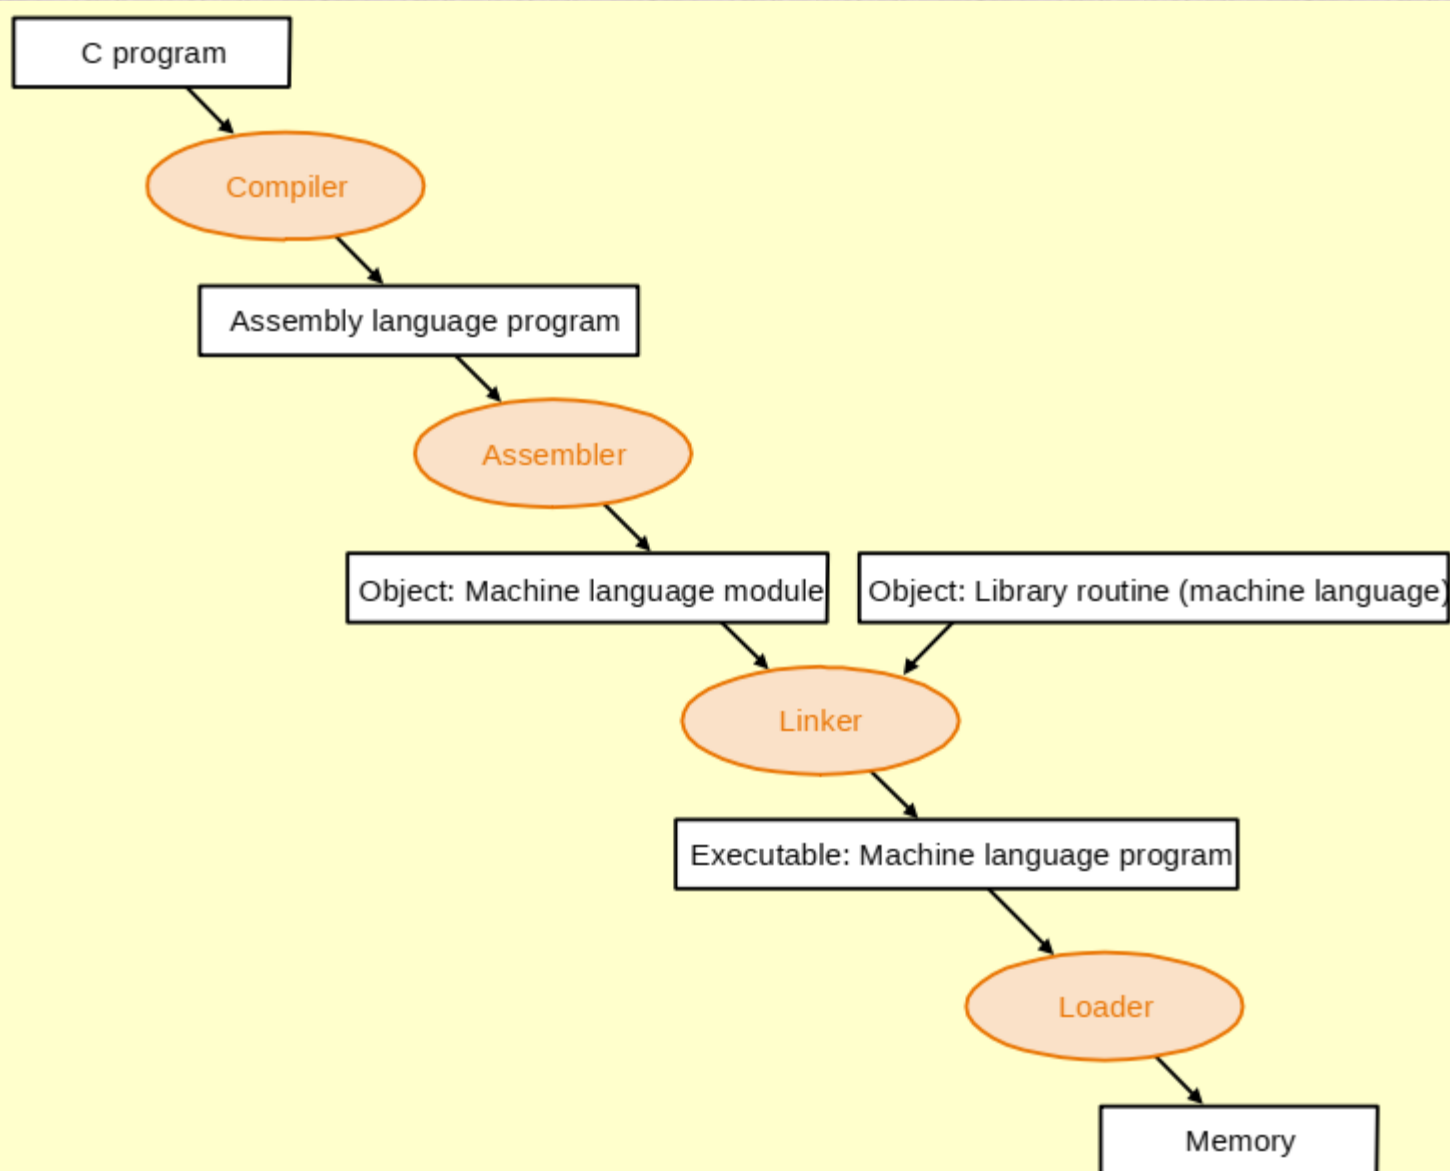 C program
Compiler
Assembly language program
Assembler
Object: Machine language module
Object: Library routine (machine language)
Linker
Executable: Machine language program
Loader
Memory